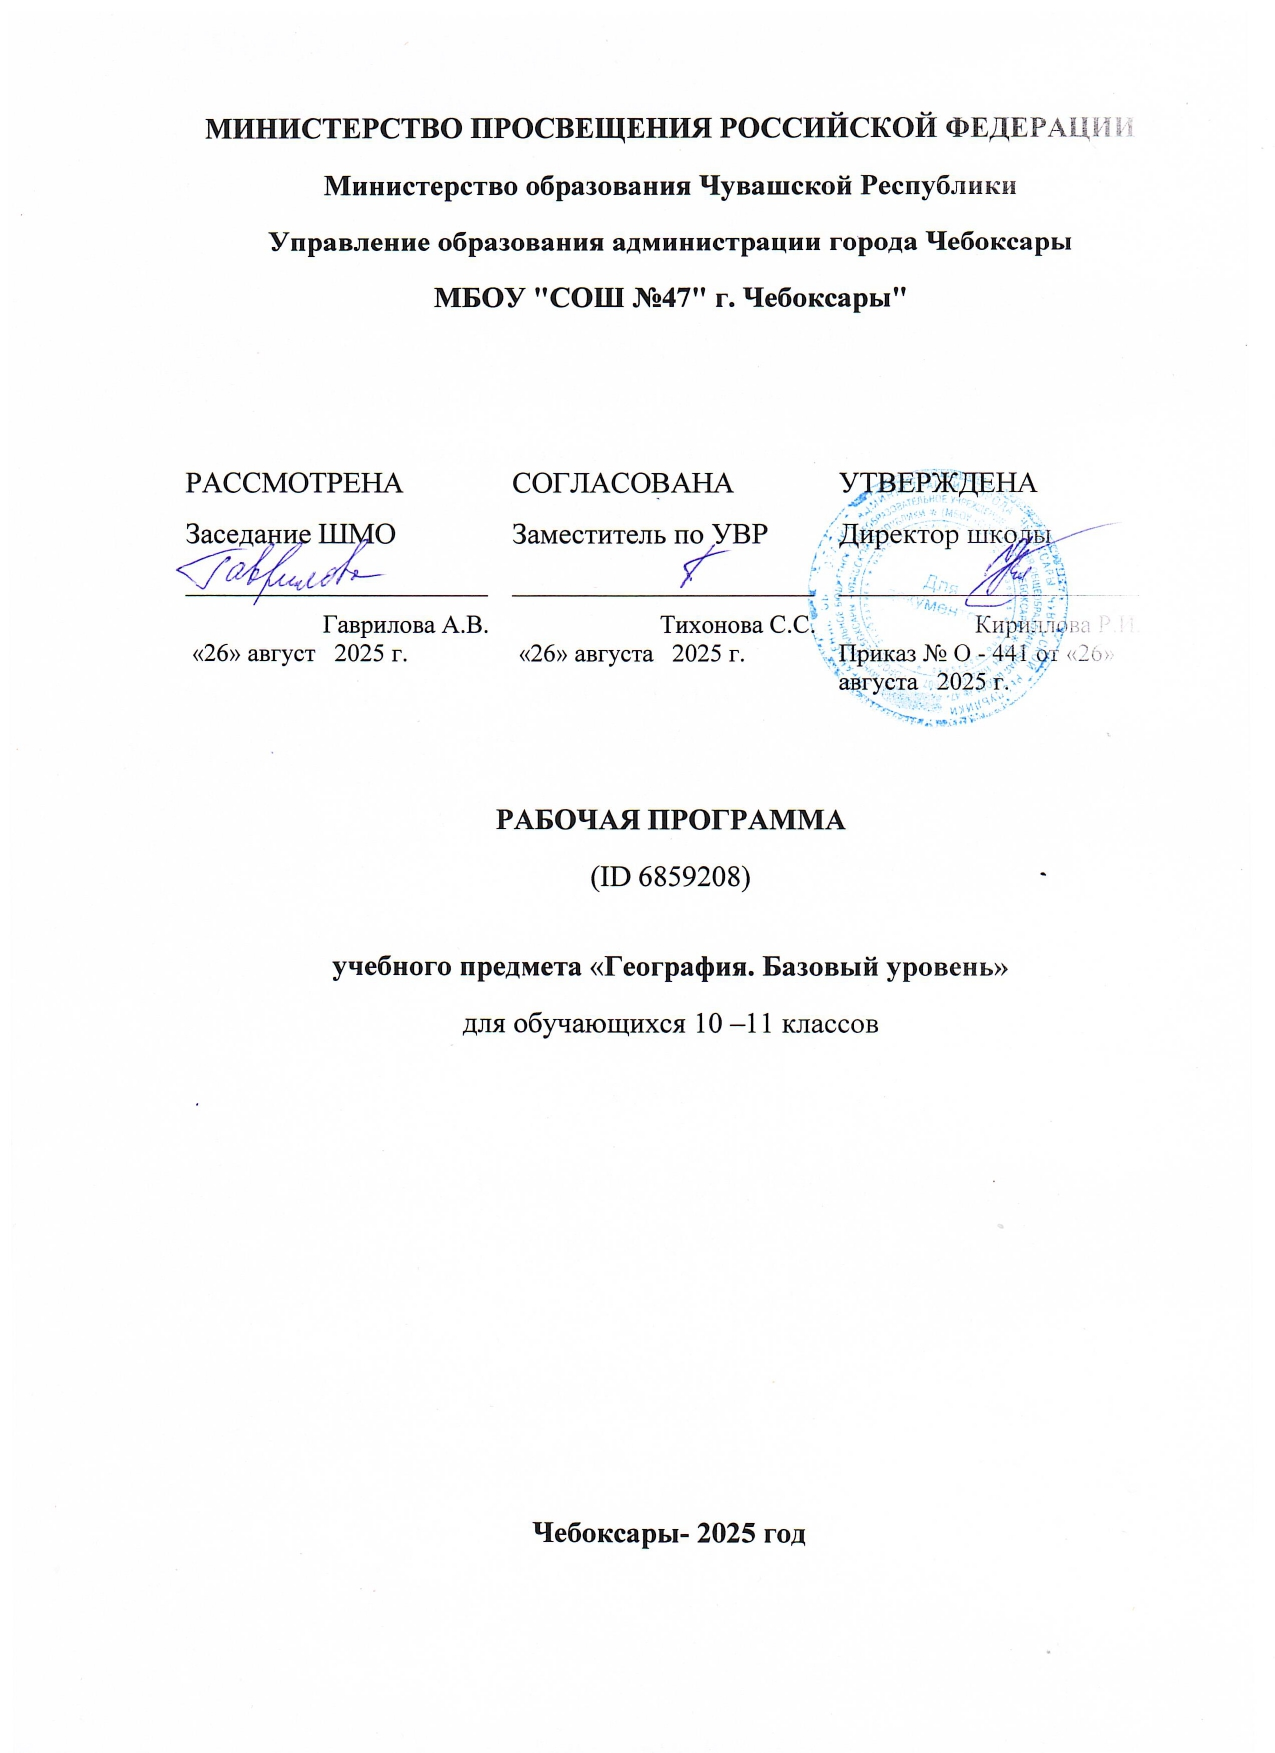 МИНИСТЕРСТВО ПРОСВЕЩЕНИЯ РОССИЙСКОЙ ФЕДЕРАЦИИ
Министерство образования Чувашской Республики
Управление образования администрации города Чебоксары
МБОУ "СОШ №47" г. Чебоксары"
РАССМОТРЕНА
Заседание ШМО
Гаврилова
Гаврилова А.В.
«26» август 2025 г.
СОГЛАСОВАНА
Заместитель по УВР
Тихонова С.С.
«26» августа 2025 г.
УТВЕРЖДЕНА
Директор школы
Для
Кириллова Р.Н.
Приказ № О - 441 от «26»
августа 2025 г.
РАБОЧАЯ ПРОГРАММА
(ID 6859208)
учебного предмета «География. Базовый уровень»
для обучающихся 10 –11 классов
Чебоксары- 2025 год